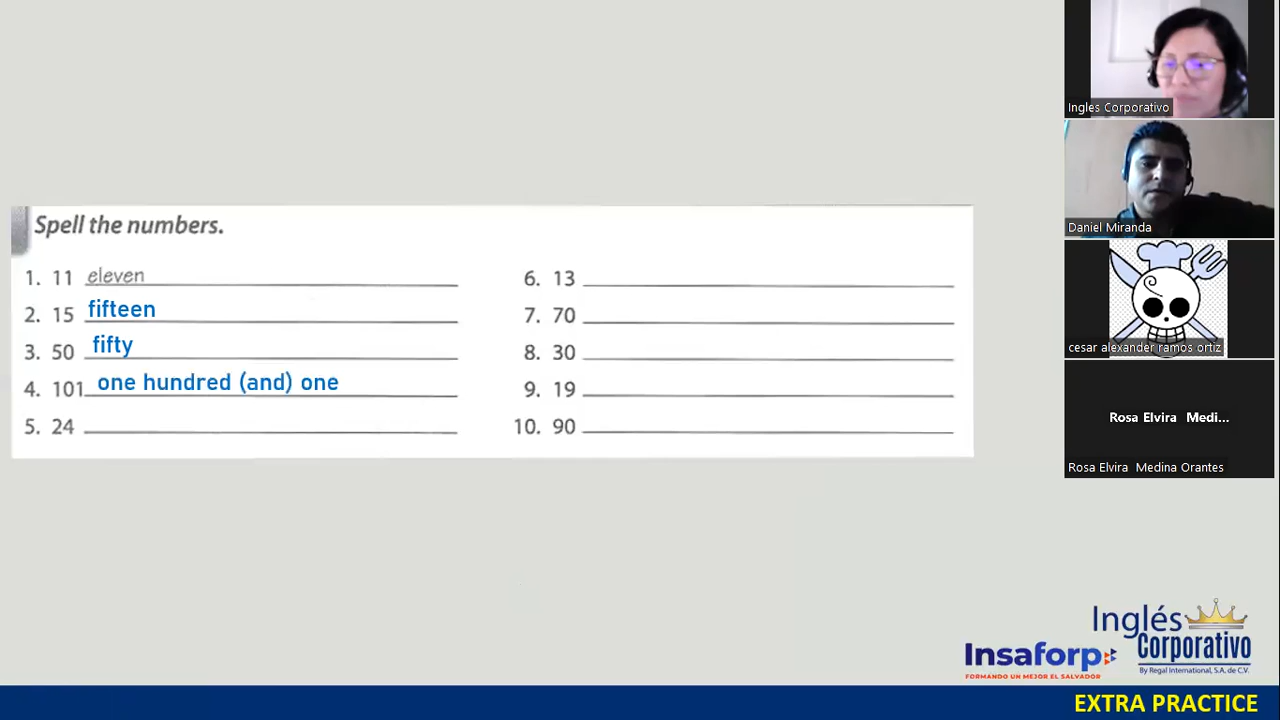 Spell the numbers.
1. 11 eleven
2. 15 fifteen
3. 50 fifty
4. 101 one hundred (and) one
5. 24
6. 13
7. 70
8. 30
9. 19
10. 90
Ingles Corporativo
Daniel Miranda
cesar alexander ramos ortiz
Rosa Elvira Medi...
Rosa Elvira Medina Orantes
Inglés
Corporativo
By Regal International, S.A. de C.V.
Insaforp
FORMANDO UN MEJOR EL SALVADOR
EXTRA PRACTICE